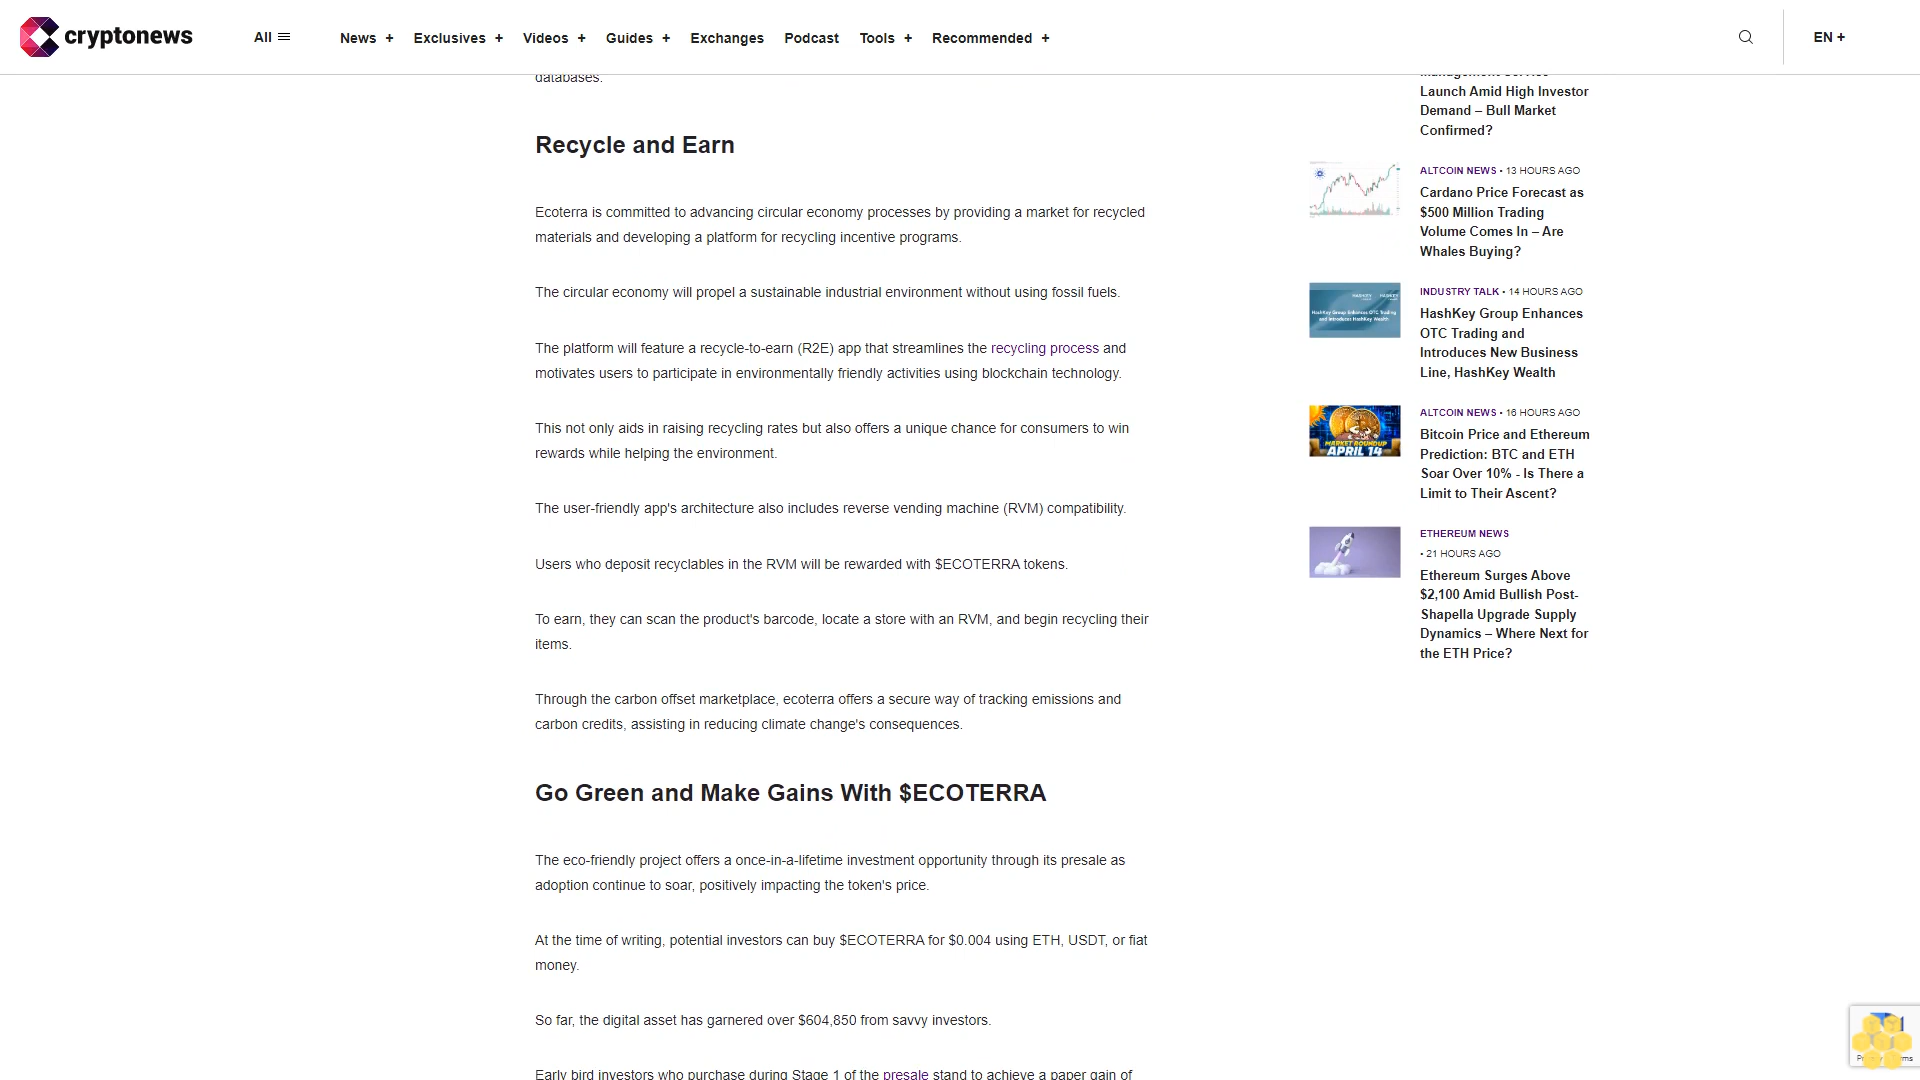 cryptonews
All
News +
Exclusives +
Videos +
Guides +
Exchanges
Podcast
Tools +
Recommended +
EN +
databases.
Recycle and Earn
Ecoterra is committed to advancing circular economy processes by providing a market for recycled
materials and developing a platform for recycling incentive programs.
The circular economy will propel a sustainable industrial environment without using fossil fuels.
The platform will feature a recycle-to-earn (R2E) app that streamlines the recycling process and
motivates users to participate in environmentally friendly activities using blockchain technology.
This not only aids in raising recycling rates but also offers a unique chance for consumers to win
rewards while helping the environment.
The user-friendly app's architecture also includes reverse vending machine (RVM) compatibility.
Users who deposit recyclables in the RVM will be rewarded with $ECOTERRA tokens.
To earn, they can scan the product's barcode, locate a store with an RVM, and begin recycling their
items.
Through the carbon offset marketplace, ecoterra offers a secure way of tracking emissions and
carbon credits, assisting in reducing climate change's consequences.
Go Green and Make Gains With $ECOTERRA
The eco-friendly project offers a once-in-a-lifetime investment opportunity through its presale as
adoption continue to soar, positively impacting the token's price.
At the time of writing, potential investors can buy $ECOTERRA for $0.004 using ETH, USDT, or fiat
money.
So far, the digital asset has garnered over $604,850 from savvy investors.
Early bird investors who purchase during Stage 1 of the presale stand to achieve a paper gain of
Launch Amid High Investor
Demand – Bull Market
Confirmed?
ALTCOIN NEWS • 13 HOURS AGO
Cardano Price Forecast as
$500 Million Trading
Volume Comes In – Are
Whales Buying?
HashKey Group Enhances OTC Trading
and Introduces HashKey Wealth
INDUSTRY TALK • 14 HOURS AGO
HashKey Group Enhances
OTC Trading and
Introduces New Business
Line, HashKey Wealth
MARKET ROUNDUP
APRIL 14
ALTCOIN NEWS • 16 HOURS AGO
Bitcoin Price and Ethereum
Prediction: BTC and ETH
Soar Over 10% - Is There a
Limit to Their Ascent?
ETHEREUM NEWS
• 21 HOURS AGO
Ethereum Surges Above
$2,100 Amid Bullish Post-
Shapella Upgrade Supply
Dynamics – Where Next for
the ETH Price?